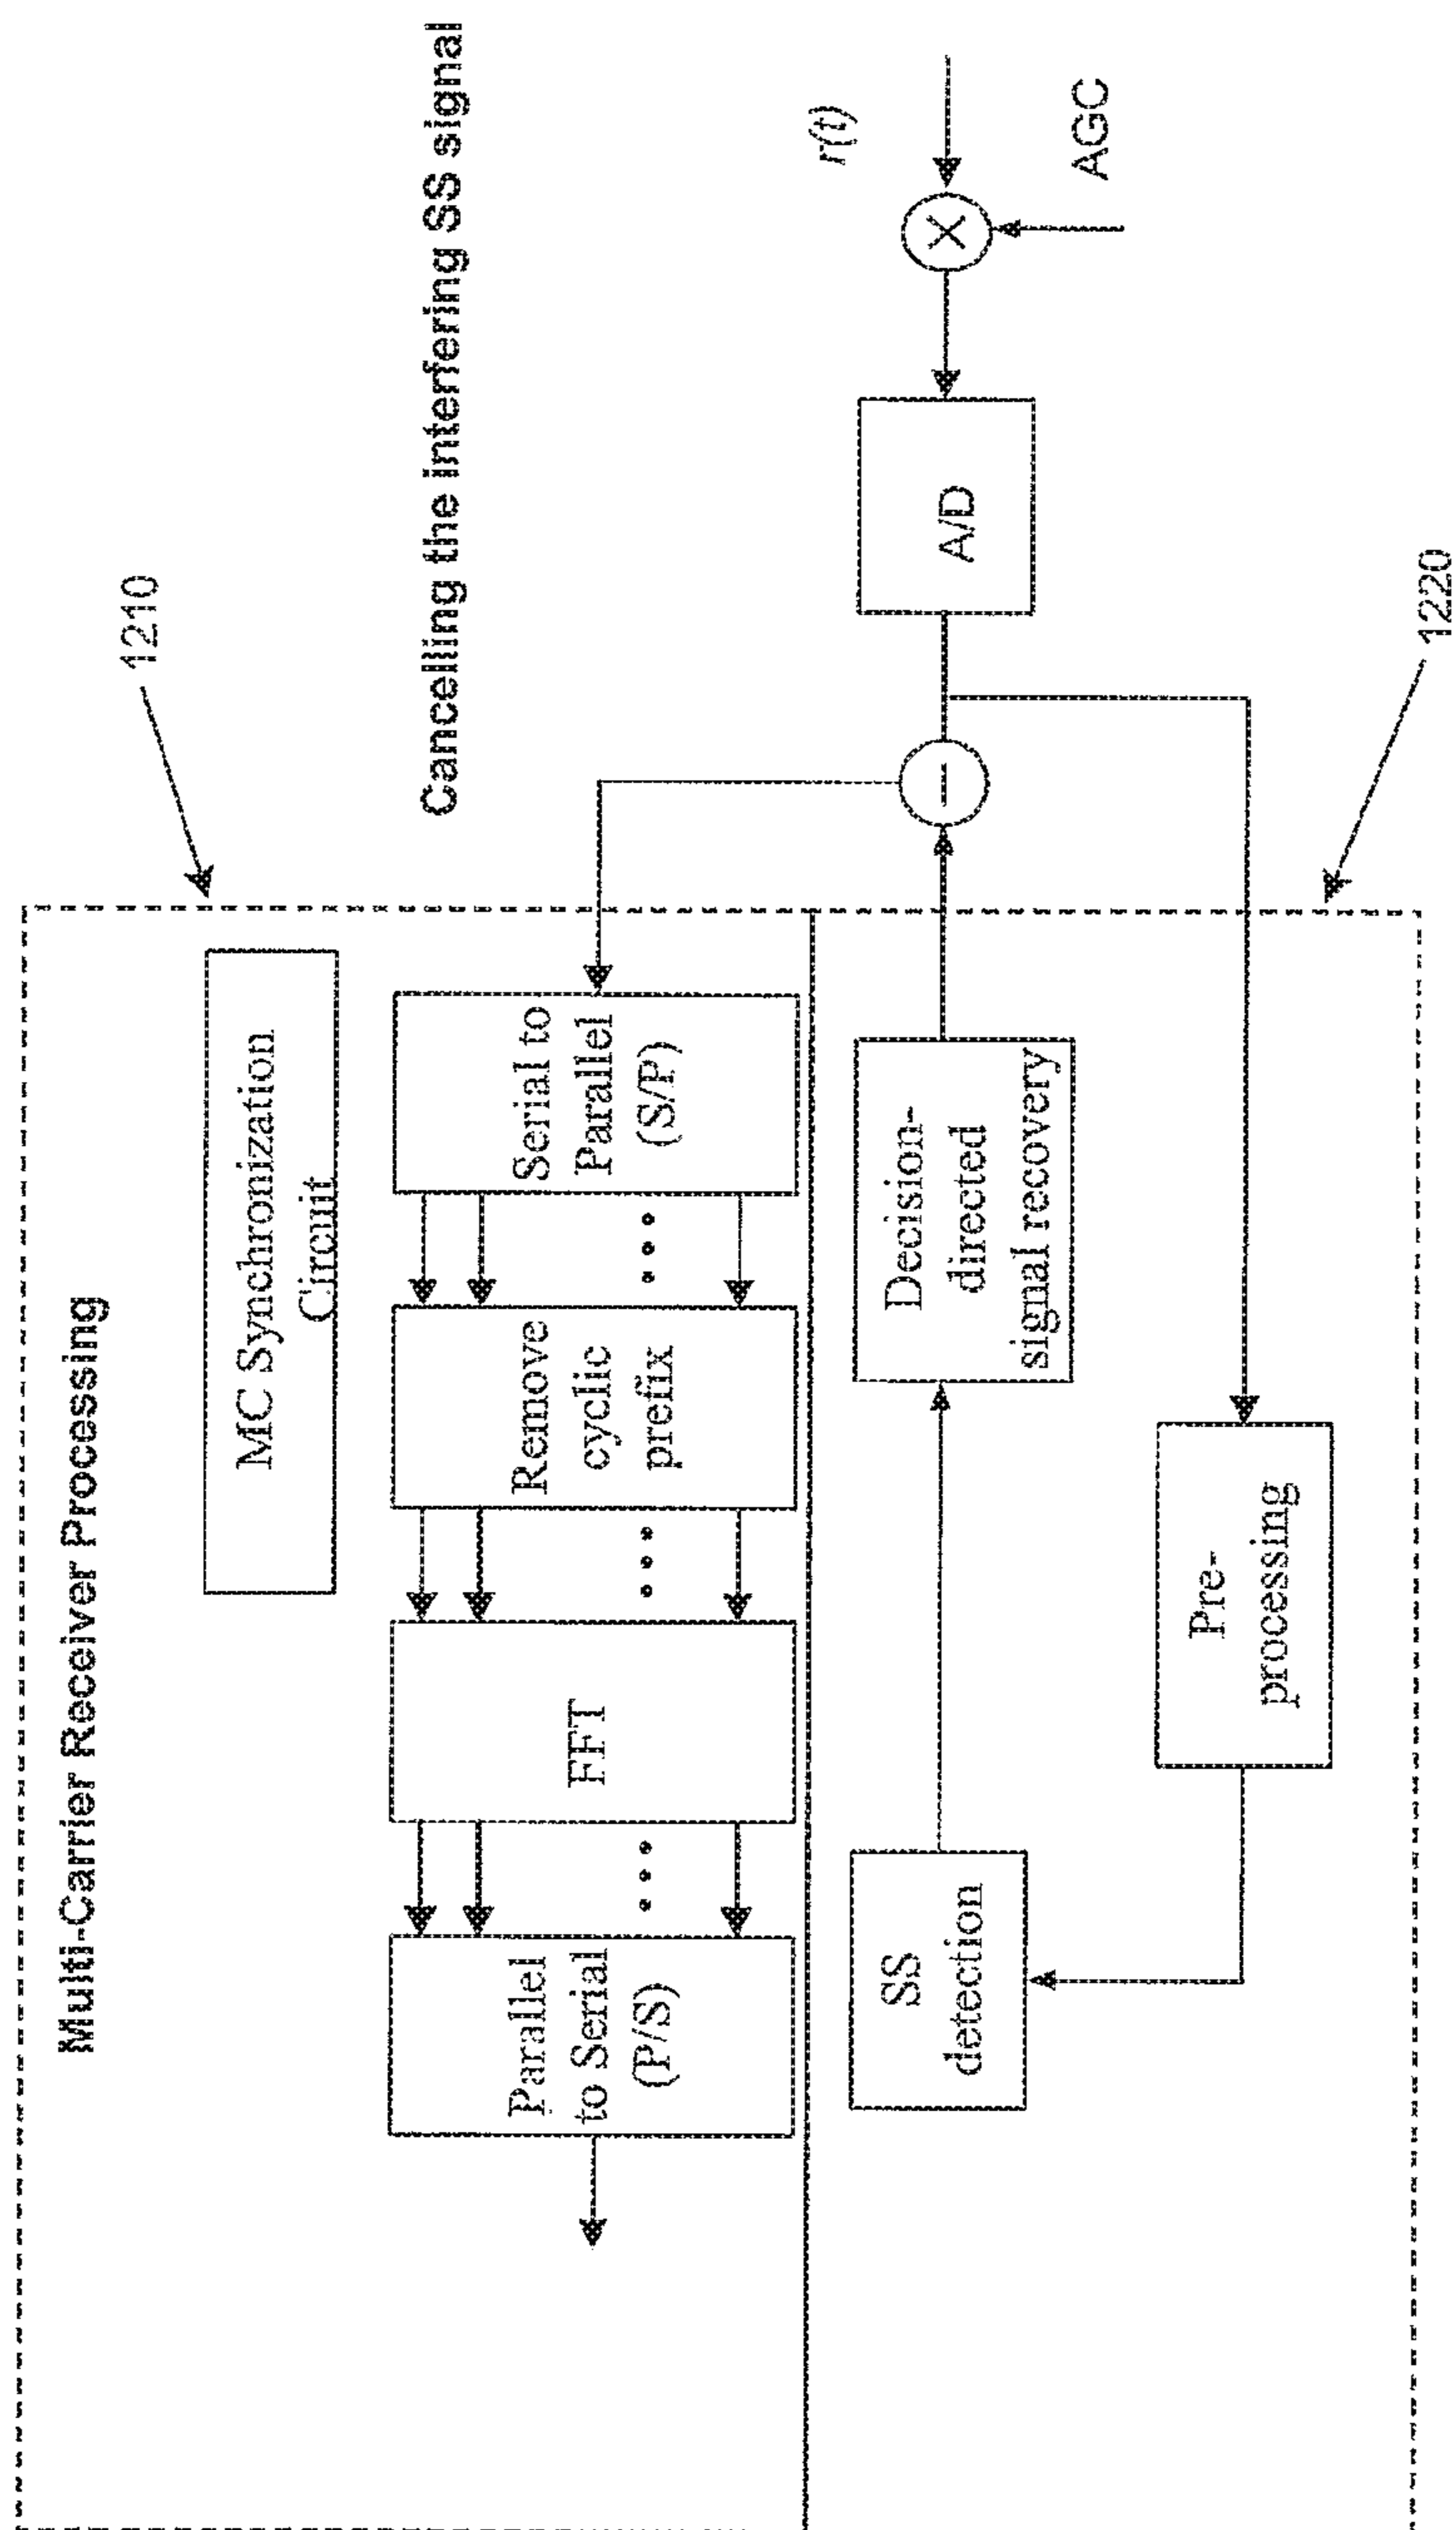 Multi-Carrier Receiver Processing
1210
MC Synchronization
Circuit
Cancelling the interfering SS signal
Parallel
to Serial
(P/S)
FFT
Remove
cyclic
prefix
Serial to
Parallel
(S/P)
r(t)
SS
detection
Decision-
directed
signal recovery
A/D
X
AGC
Pre-
processing
1220